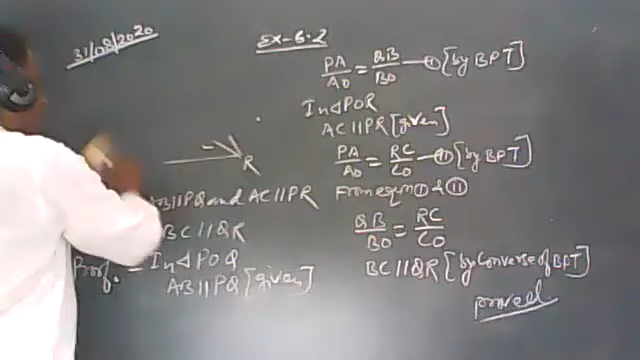 31/08/2020
Ex-6.2
R
AB||PQ and AC||PR
BC||QR
Prof. - In △POQ
AB||PQ [given]
PA/AO = QB/BO — (i) [by BPT]
In △POR
AC||PR [given]
PA/AO = RC/CO — (ii) [by BPT]
From eqn (i) & (ii)
QB/BO = RC/CO
BC||QR [by Converse of BPT]
proved